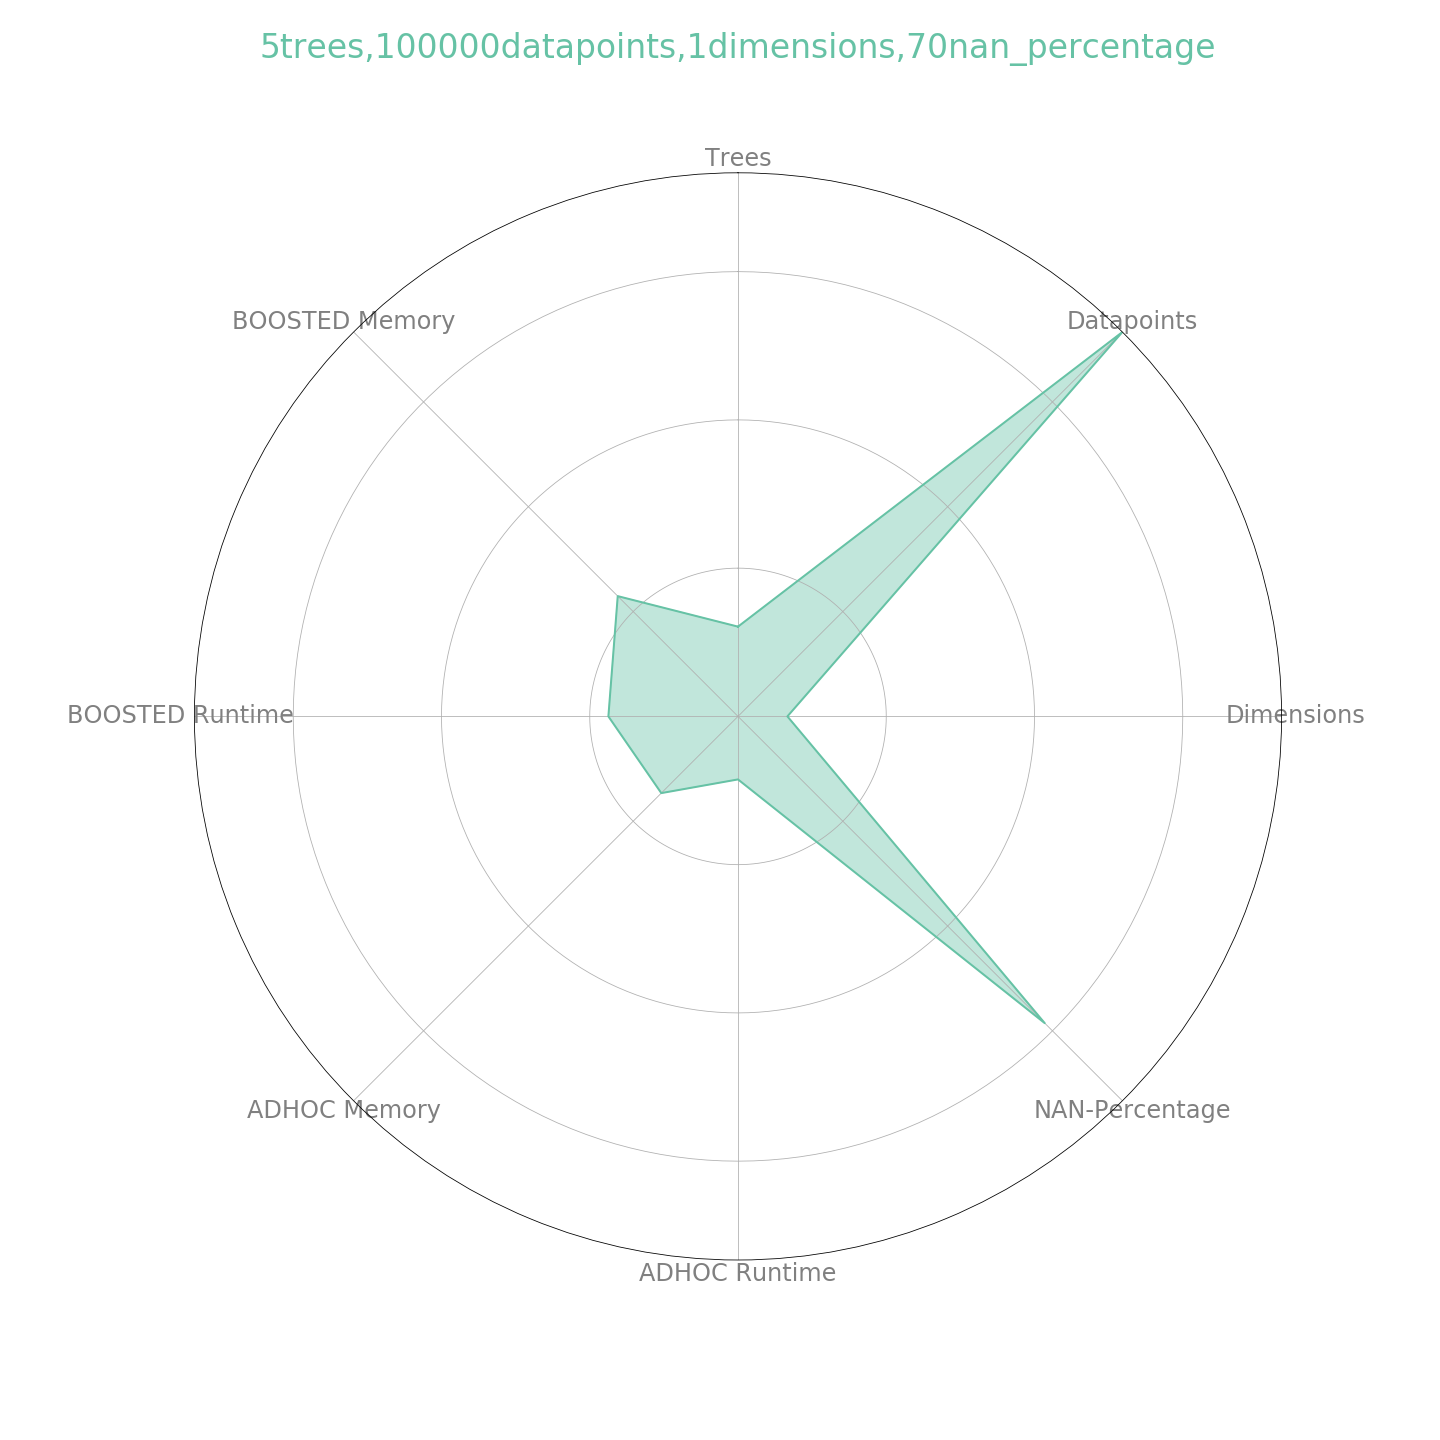 5trees,100000datapoints,1dimensions,70nan_percentage
Trees
BOOSTED Memory
Datapoints
BOOSTED Runtime
Dimensions
ADHOC Memory
NAN-Percentage
ADHOC Runtime